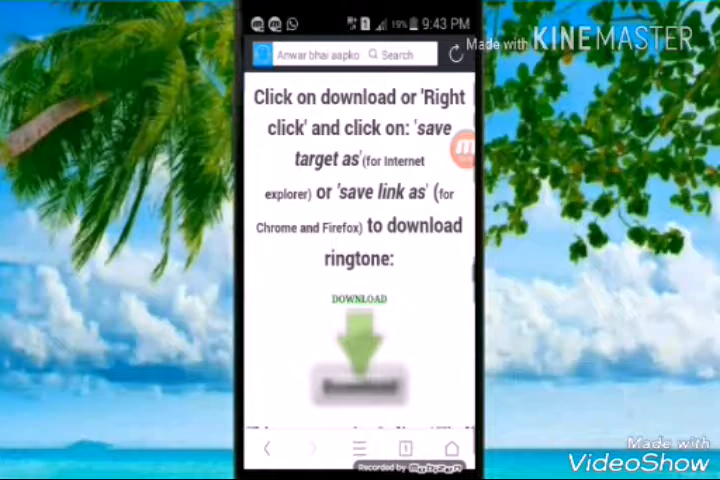 19% 9:43 PM
Made with KINEMASTER
Anwar bhai aapko Search
Click on download or 'Right
click' and click on: 'save
target as'(for Internet
explorer) or 'save link as' (for
Chrome and Firefox) to download
ringtone:
DOWNLOAD
Made with
VideoShow
Recorded by